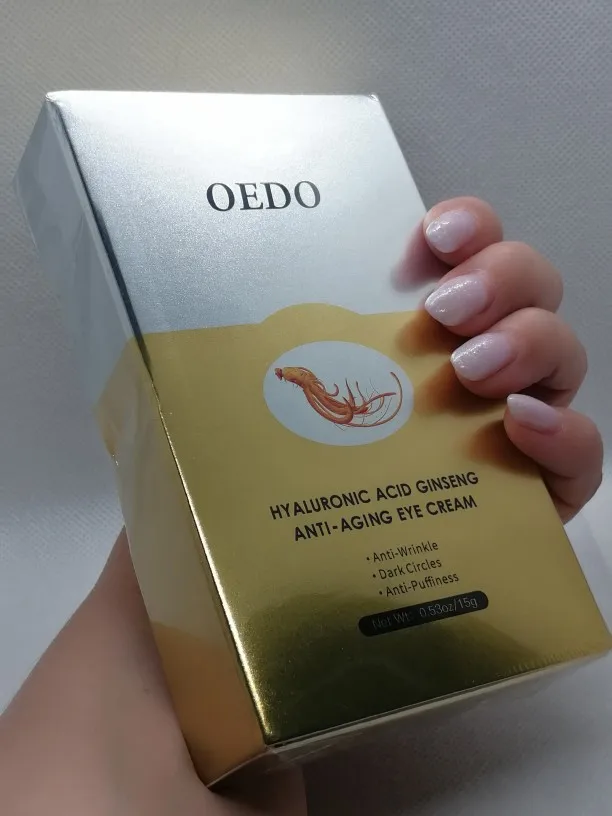 OEDO
HYALURONIC ACID GINSENG
ANTI-AGING EYE CREAM
• Anti-Wrinkle
• Dark Circles
• Anti-Puffiness
Net Wt: 0.53oz/15g